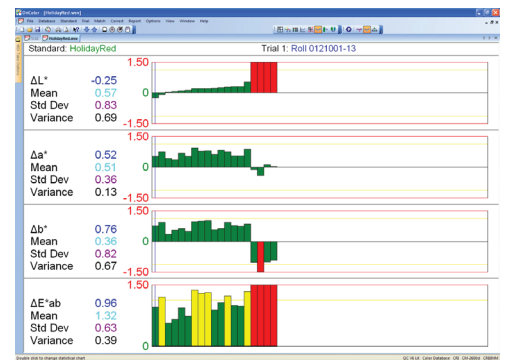 OnColor - [HolidayRed.wxe]
File Database Standard Trial Match Correct Report Options View Window Help
HolidayRed.wxe
Standard: HolidayRed
Trial 1: Roll 0121001-13
ΔL* -0.25
Mean 0.57
Std Dev 0.83
Variance 0.69
1.50
0
-1.50
Δa* 0.52
Mean 0.51
Std Dev 0.36
Variance 0.13
1.50
0
-1.50
Δb* 0.76
Mean 0.36
Std Dev 0.82
Variance 0.67
1.50
0
-1.50
ΔE*ab 0.96
Mean 1.32
Std Dev 0.63
Variance 0.39
1.50
0
Double click to change statistical chart